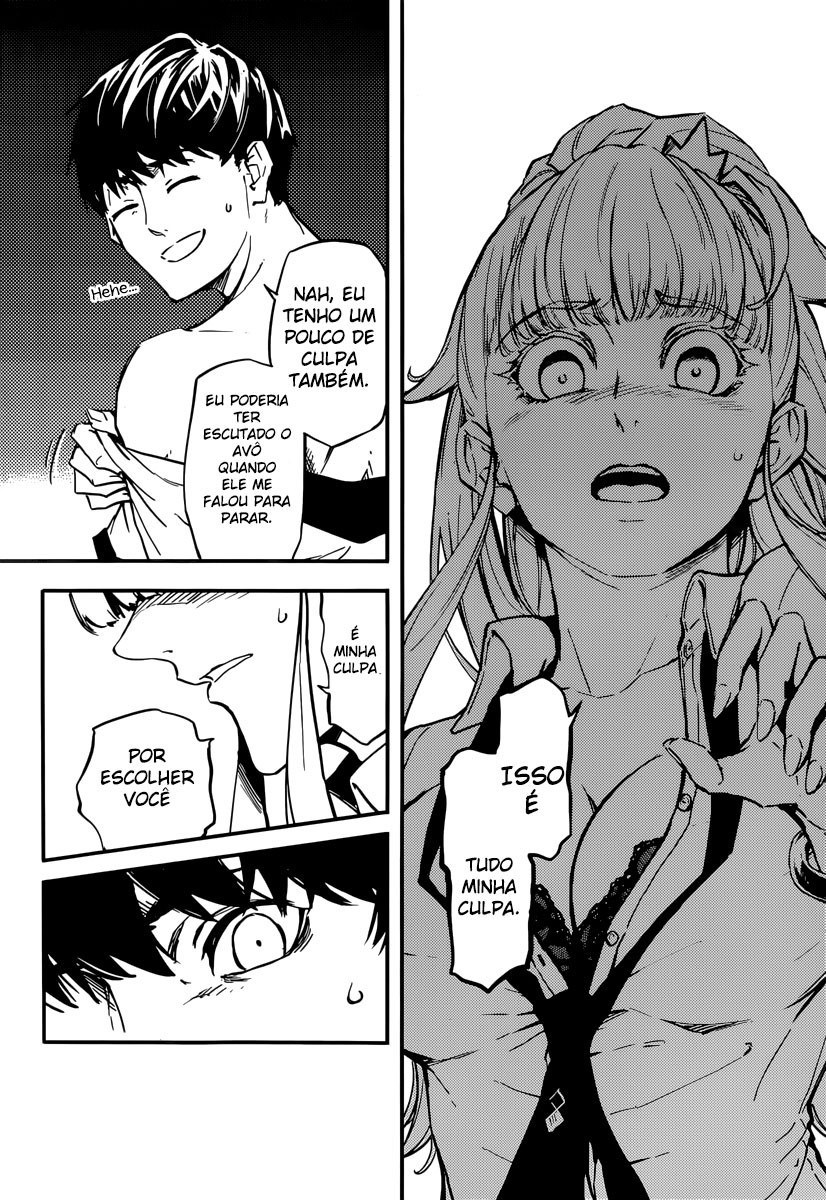 ISSO
É
TUDO
MINHA
CULPA.
NAH, EU
TENHO UM
POUCO DE
CULPA
TAMBÉM.
EU PODERIA
TER
ESCUTADO O
AVÔ
QUANDO
ELE ME
FALOU PARA
PARAR.
Hehe...
É
MINHA
CULPA.
POR
ESCOLHER
VOCÊ